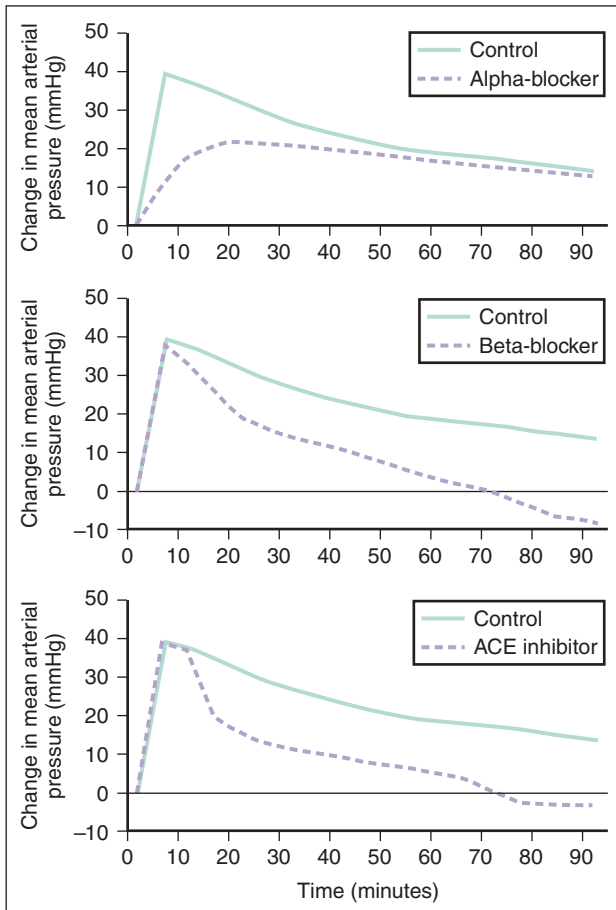 Change in mean arterial
pressure (mmHg)
50
40
30
20
10
0
Control
Alpha-blocker
0 10 20 30 40 50 60 70 80 90
Change in mean arterial
pressure (mmHg)
50
40
30
20
10
0
–10
Control
Beta-blocker
0 10 20 30 40 50 60 70 80 90
Change in mean arterial
pressure (mmHg)
50
40
30
20
10
0
–10
Control
ACE inhibitor
0 10 20 30 40 50 60 70 80 90
Time (minutes)